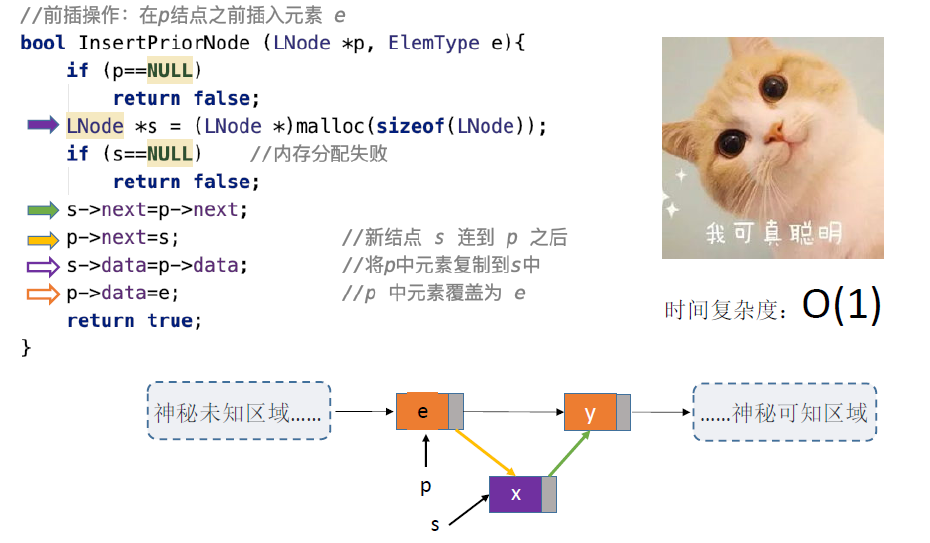 //前插操作：在p结点之前插入元素 e
bool InsertPriorNode (LNode *p, ElemType e){
if (p==NULL)
return false;
LNode *s = (LNode *)malloc(sizeof(LNode));
if (s==NULL) //内存分配失败
return false;
s->next=p->next;
p->next=s; //新结点 s 连到 p 之后
s->data=p->data; //将p中元素复制到s中
p->data=e; //p 中元素覆盖为 e
return true;
}
我可真聪明
时间复杂度：O(1)
神秘未知区域……
e
y
……神秘可知区域
p
x
s